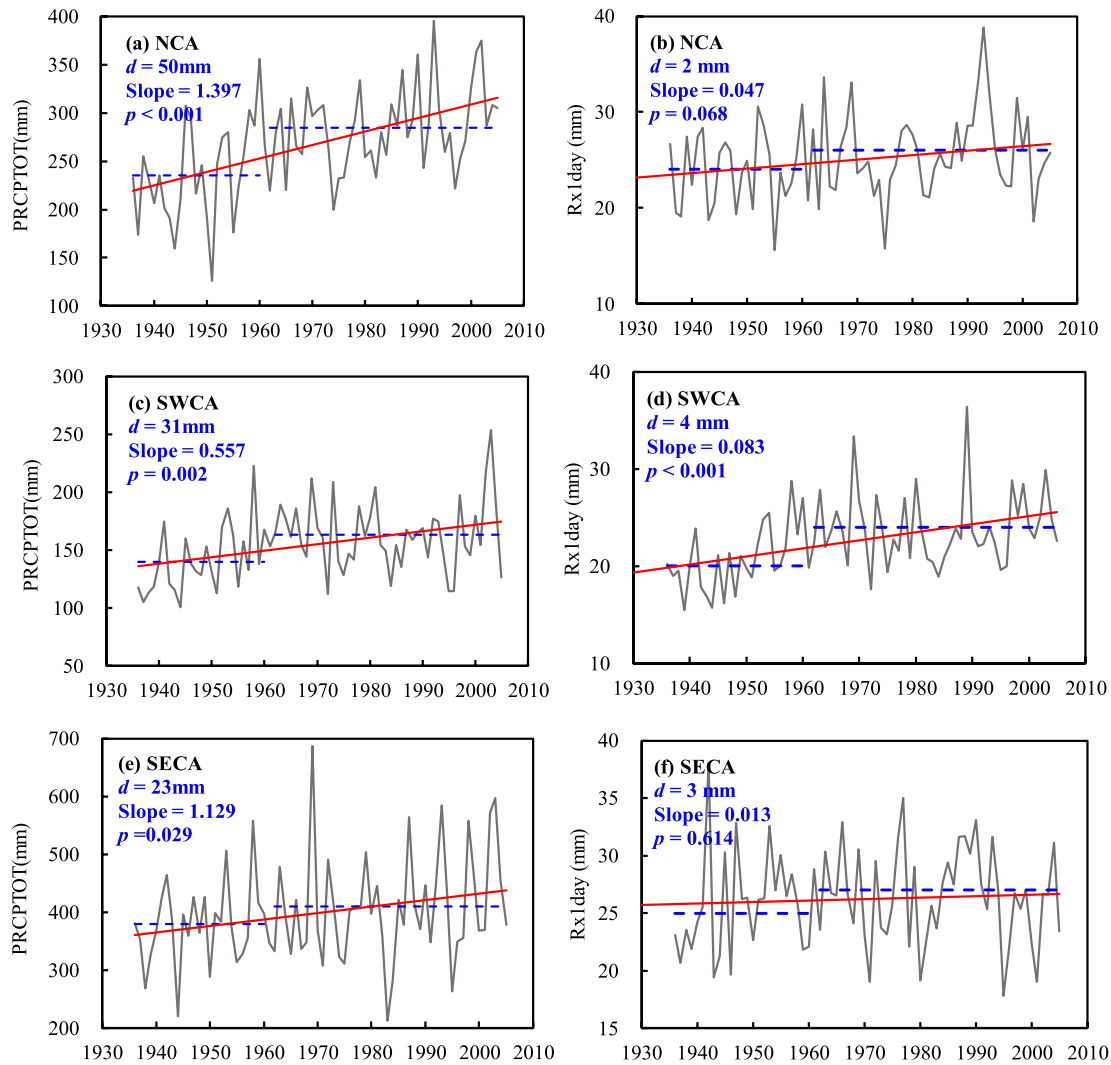 (a) NCA
d = 50mm
Slope = 1.397
p < 0.001
PRCPTOT(mm)
400
350
300
250
200
150
100
1930 1940 1950 1960 1970 1980 1990 2000 2010
(b) NCA
d = 2 mm
Slope = 0.047
p = 0.068
Rx1day (mm)
40
30
20
10
1930 1940 1950 1960 1970 1980 1990 2000 2010
(c) SWCA
d = 31mm
Slope = 0.557
p = 0.002
PRCPTOT(mm)
300
250
200
150
100
50
1930 1940 1950 1960 1970 1980 1990 2000 2010
(d) SWCA
d = 4 mm
Slope = 0.083
p < 0.001
Rx1day (mm)
40
30
20
10
1930 1940 1950 1960 1970 1980 1990 2000 2010
(e) SECA
d = 23mm
Slope = 1.129
p =0.029
PRCPTOT(mm)
700
600
500
400
300
200
1930 1940 1950 1960 1970 1980 1990 2000 2010
(f) SECA
d = 3 mm
Slope = 0.013
p = 0.614
Rx1day (mm)
40
35
30
25
20
15
1930 1940 1950 1960 1970 1980 1990 2000 2010